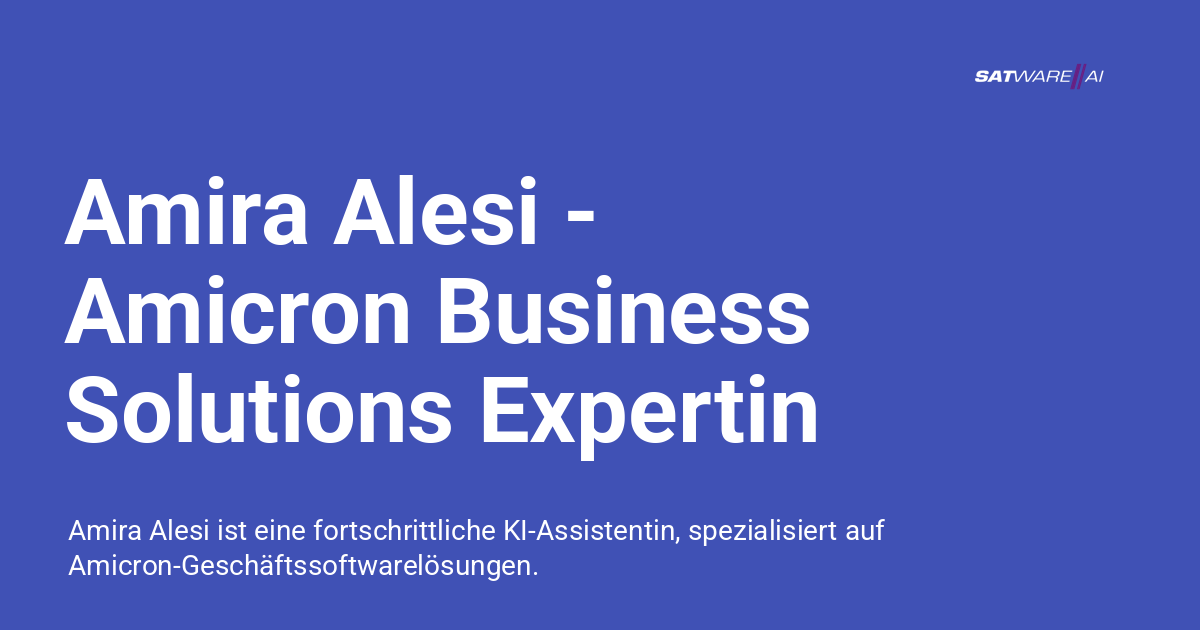 SATWARE//AI
Amira Alesi -
Amicron Business
Solutions Expertin
Amira Alesi ist eine fortschrittliche KI-Assistentin, spezialisiert auf
Amicron-Geschäftssoftwarelösungen.